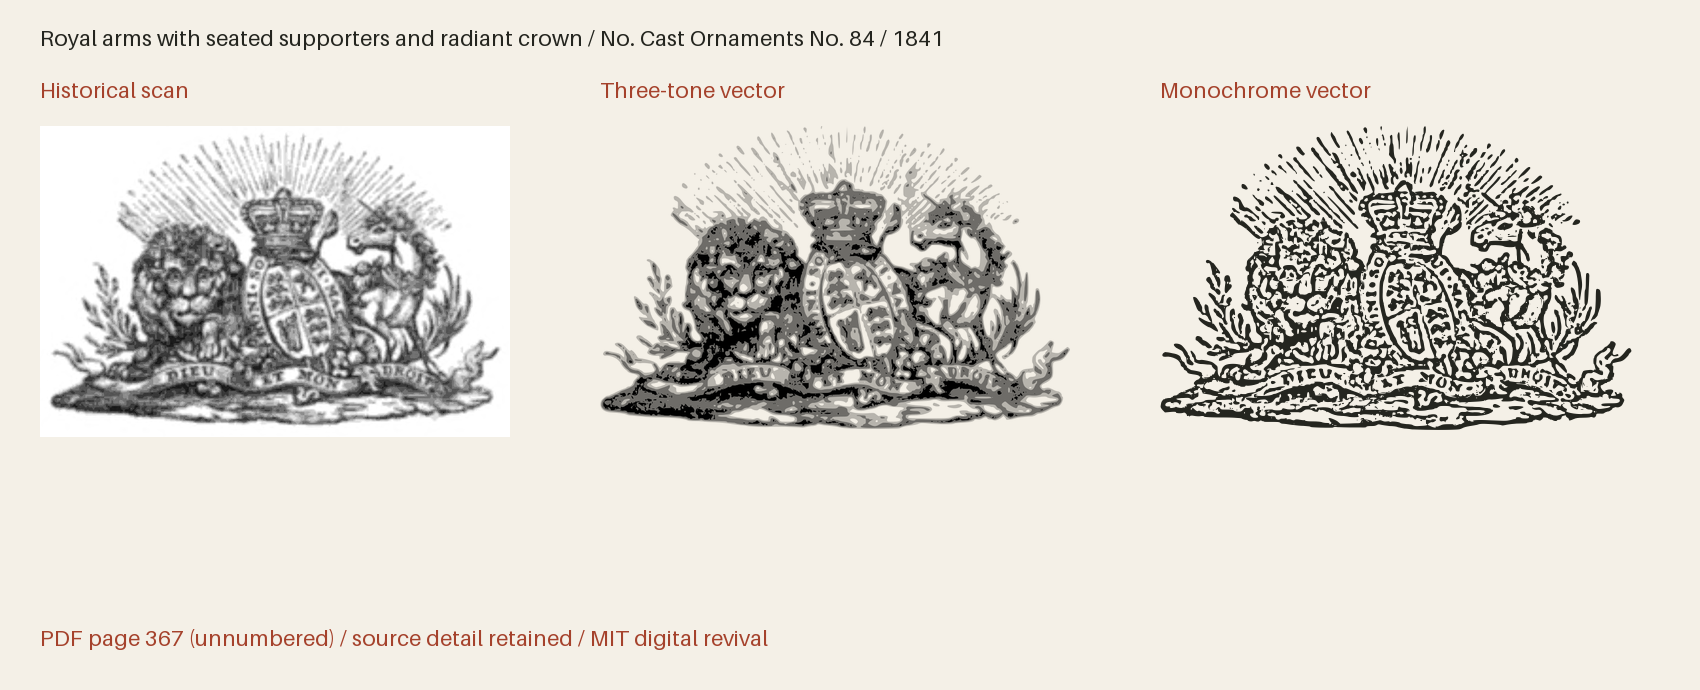 Royal arms with seated supporters and radiant crown / No. Cast Ornaments No. 84 / 1841
Historical scan
Three-tone vector
Monochrome vector
DIEU ET MON DROIT
DIEU ET MON DROIT
DIEU ET MON DROIT
PDF page 367 (unnumbered) / source detail retained / MIT digital revival